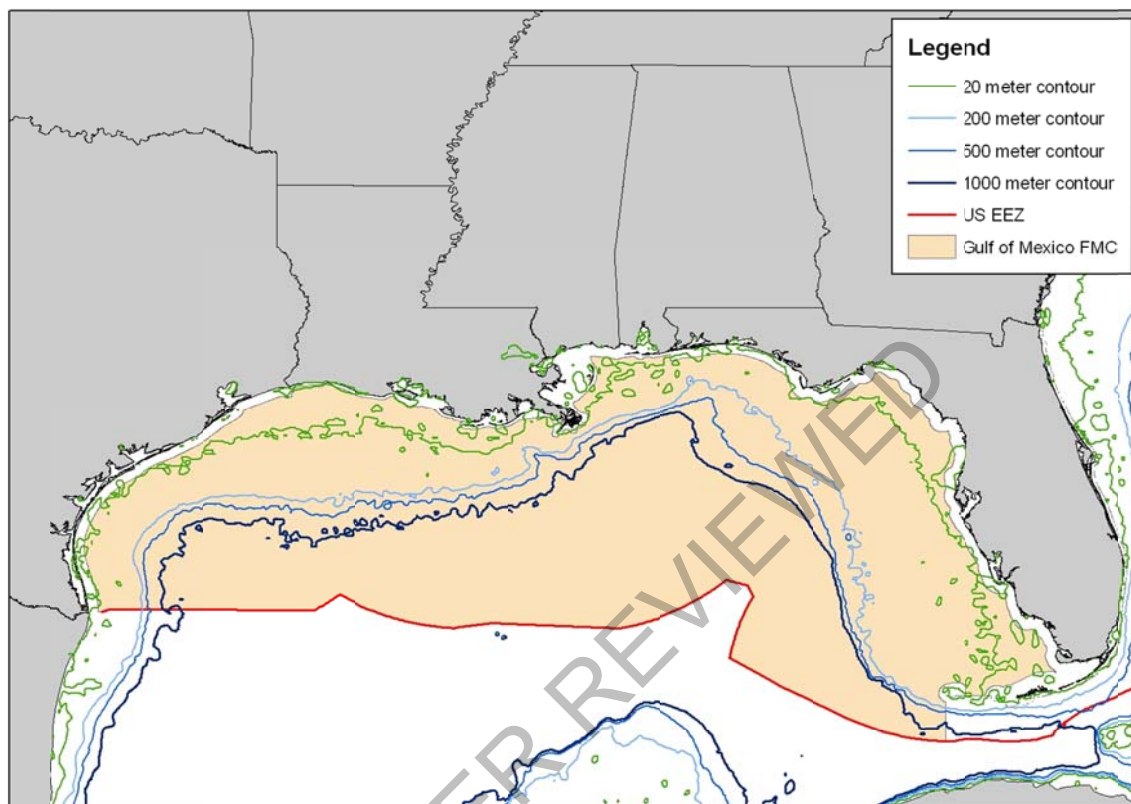 Legend
20 meter contour
200 meter contour
500 meter contour
1000 meter contour
US EEZ
Gulf of Mexico FMC
ER REVIEWED